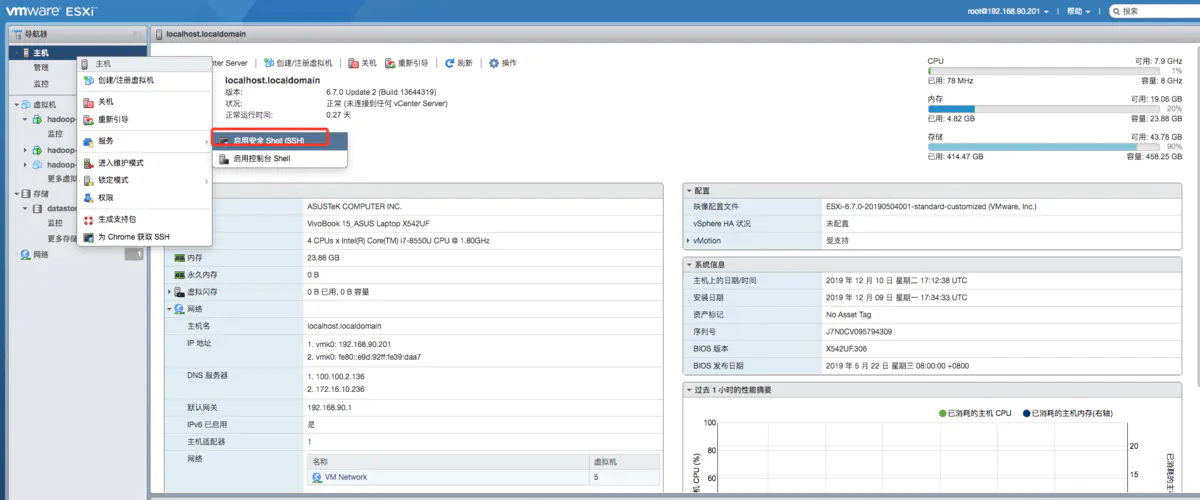 vmware ESXi™
root@192.168.90.201
帮助
搜索
导航器
localhost.localdomain
主机
管理
监控
虚拟机
hadoop-
监控
hadoop-
hadoop-
更多虚拟
存储
datastor
监控
更多存储
网络
1
主机
创建/注册虚拟机
关机
重新引导
服务
进入维护模式
锁定模式
权限
生成支持包
为 Chrome 获取 SSH
启用安全 Shell (SSH)
启用控制台 Shell
nter Server
创建/注册虚拟机
关机
重新引导
刷新
操作
localhost.localdomain
版本: 6.7.0 Update 2 (Build 13644319)
状况: 正常 (未连接到任何 vCenter Server)
正常运行时间: 0.27 天
CPU 可用: 7.9 GHz
1%
已用: 78 MHz 容量: 8 GHz
内存 可用: 19.06 GB
20%
已用: 4.82 GB 容量: 23.88 GB
存储 可用: 43.78 GB
90%
已用: 414.47 GB 容量: 458.25 GB
ASUSTeK COMPUTER INC.
VivoBook 15_ASUS Laptop X542UF
4 CPUs x Intel(R) Core(TM) i7-8550U CPU @ 1.80GHz
内存 23.88 GB
永久内存 0 B
虚拟闪存 0 B 已用, 0 B 容量
网络
主机名 localhost.localdomain
IP 地址 1. vmk0: 192.168.90.201
2. vmk0: fe80::e9d:92ff:fe39:daa7
DNS 服务器 1. 100.100.2.136
2. 172.16.10.236
默认网关 192.168.90.1
IPv6 已启用 是
主机适配器 1
网络 名称 虚拟机
VM Network 5
配置
映像配置文件 ESXi-6.7.0-20190504001-standard-customized (VMware, Inc.)
vSphere HA 状况 未配置
vMotion 受支持
系统信息
主机上的日期/时间 2019 年 12 月 10 日 星期二 17:12:38 UTC
安装日期 2019 年 12 月 09 日 星期一 17:34:33 UTC
资产标记 No Asset Tag
序列号 J7N0CV095794309
BIOS 版本 X542UF.306
BIOS 发布日期 2019 年 5 月 22 日 星期三 08:00:00 +0800
过去 1 小时的性能摘要
已消耗的主机 CPU
已消耗的主机内存(右轴)
100
80
60
20
15
机 CPU (%)
已消耗的主